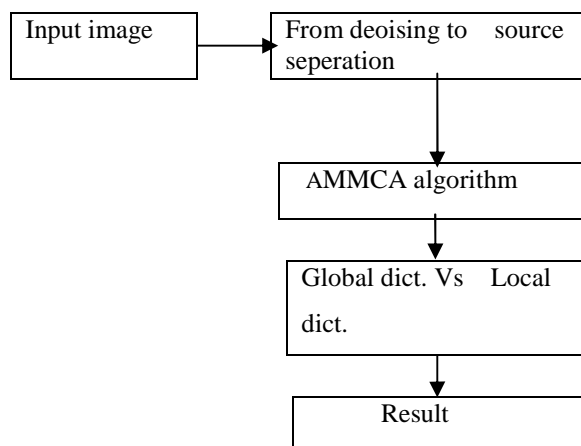 Input image
From deoising to source
seperation
AMMCA algorithm
Global dict. Vs Local
dict.
Result